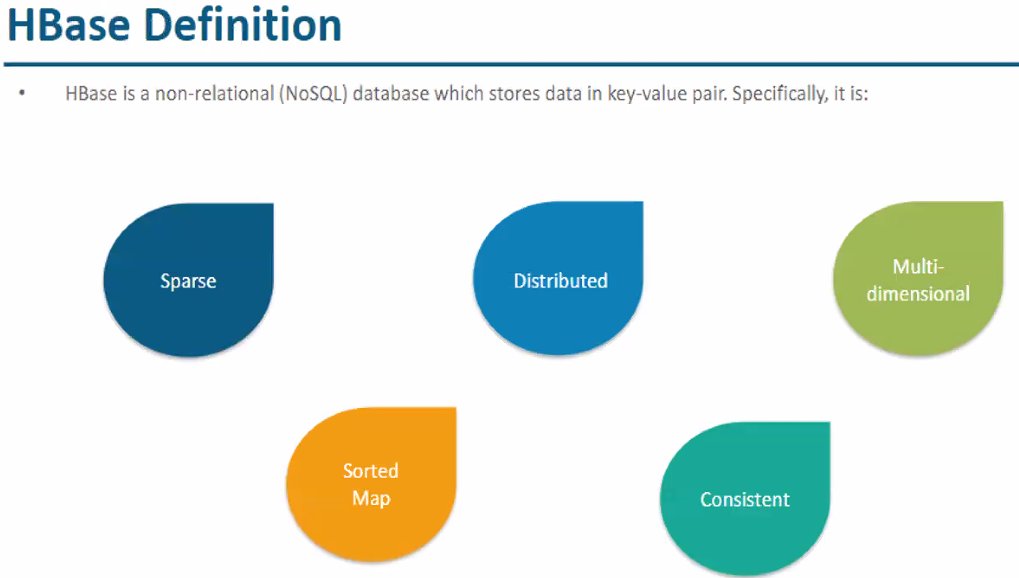 HBase Definition
• HBase is a non-relational (NoSQL) database which stores data in key-value pair. Specifically, it is:
Sparse
Distributed
Multi-
dimensional
Sorted
Map
Consistent